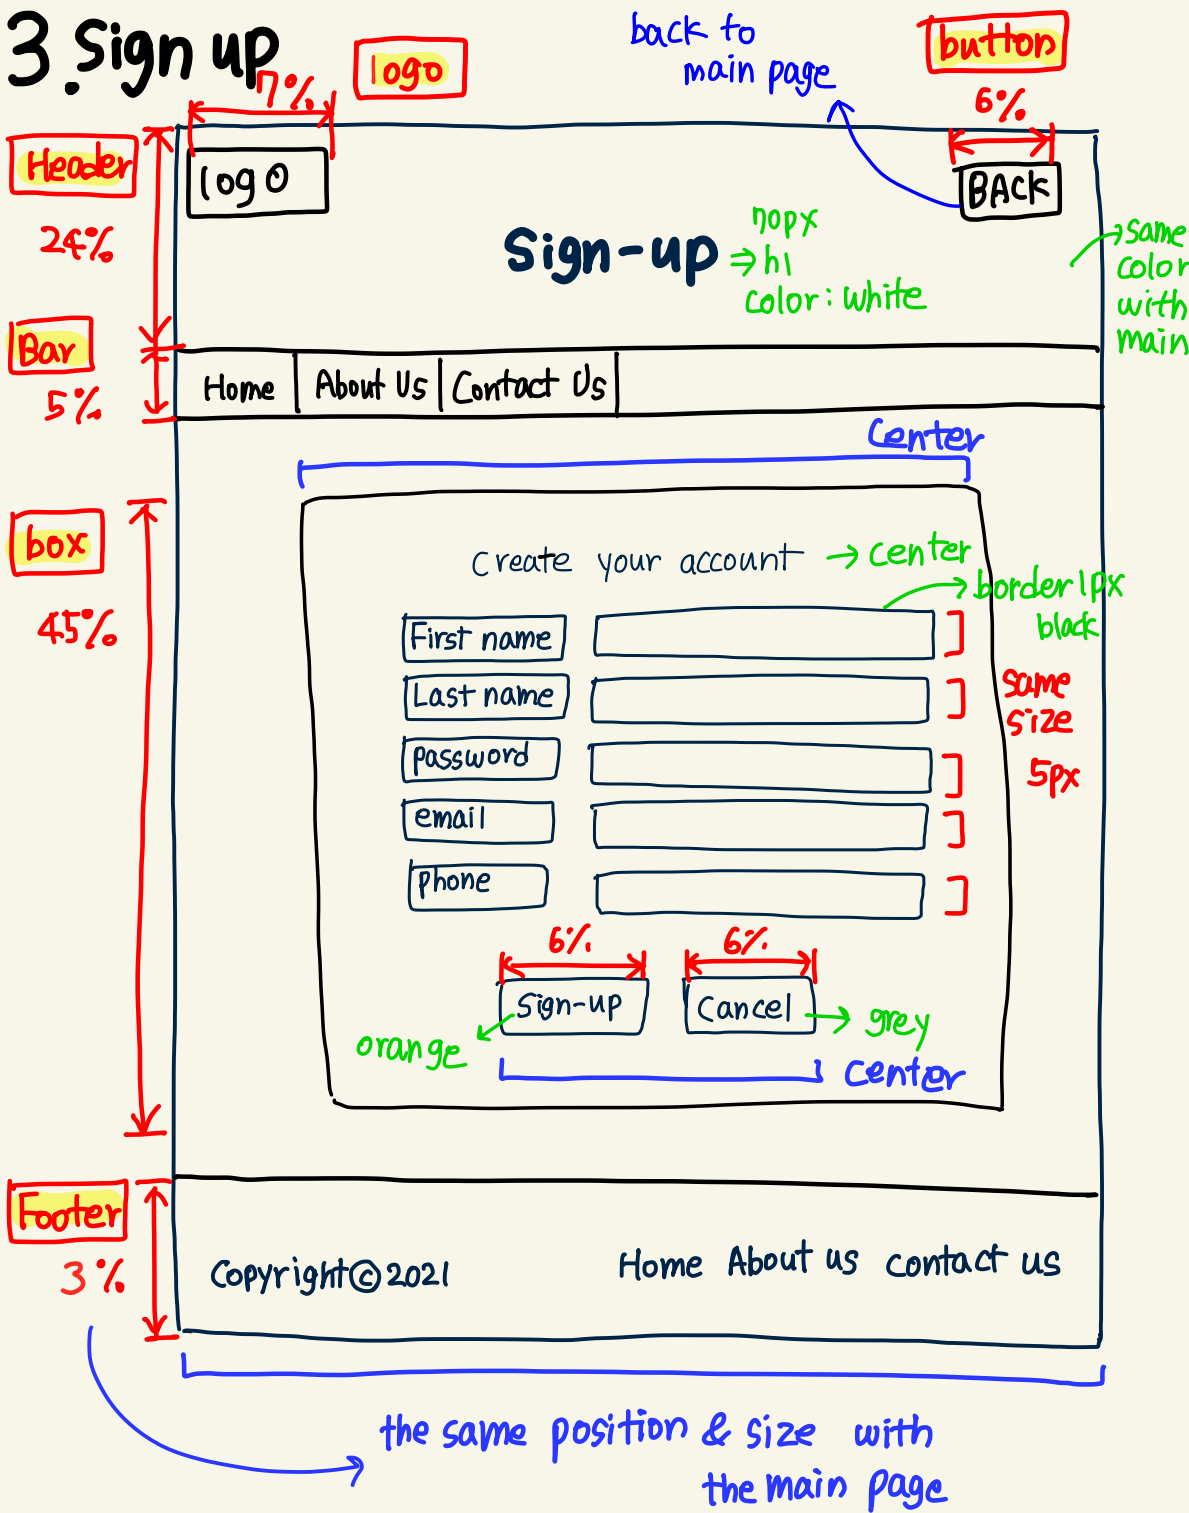 3. Sign up
logo
back to
main page
button
7%
6%
Header
24%
logo
BACK
Sign-up
70px
h1
color: white
same
color
with
main
Bar
5%
Home
About Us
Contact Us
Center
box
45%
Create your account
center
border 1px
black
First name
Last name
password
email
phone
same
size
5px
6%
6%
Sign-up
Cancel
orange
grey
center
Footer
3%
Copyright © 2021
Home About us contact us
the same position & size with
the main page